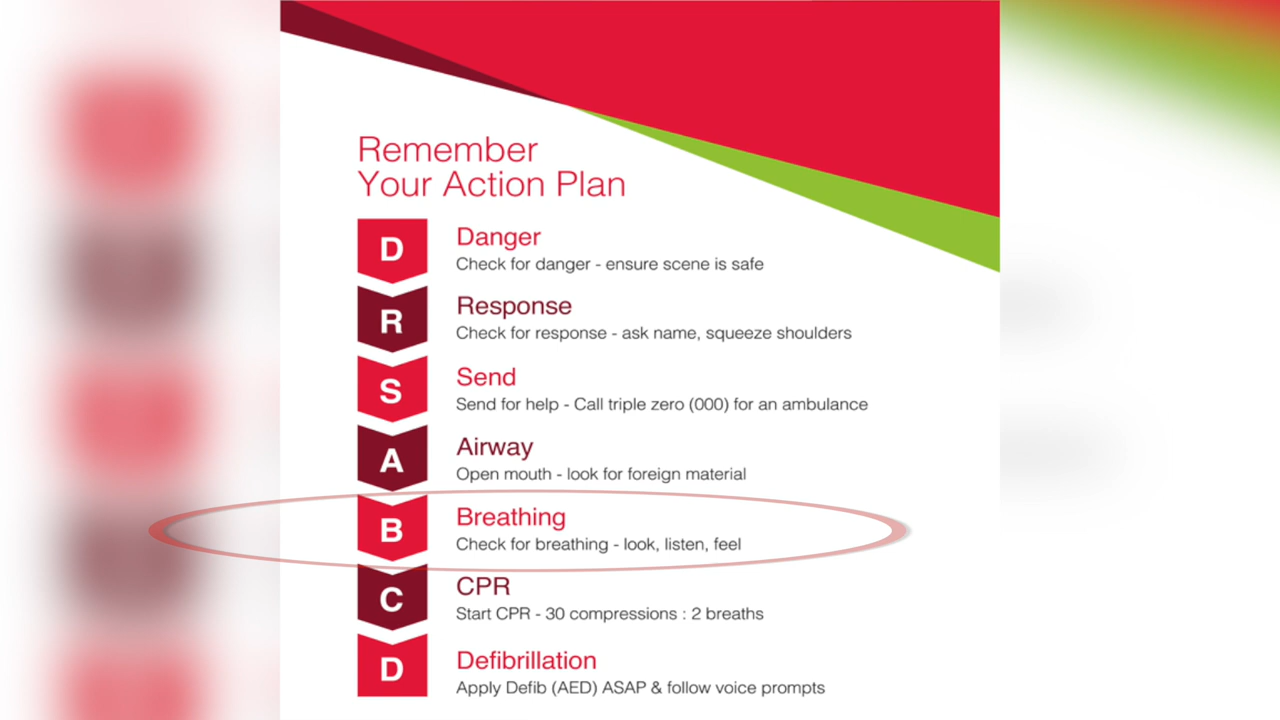 Remember
Your Action Plan
D
Danger
Check for danger - ensure scene is safe
R
Response
Check for response - ask name, squeeze shoulders
S
Send
Send for help - Call triple zero (000) for an ambulance
A
Airway
Open mouth - look for foreign material
B
Breathing
Check for breathing - look, listen, feel
C
CPR
Start CPR - 30 compressions : 2 breaths
D
Defibrillation
Apply Defib (AED) ASAP & follow voice prompts